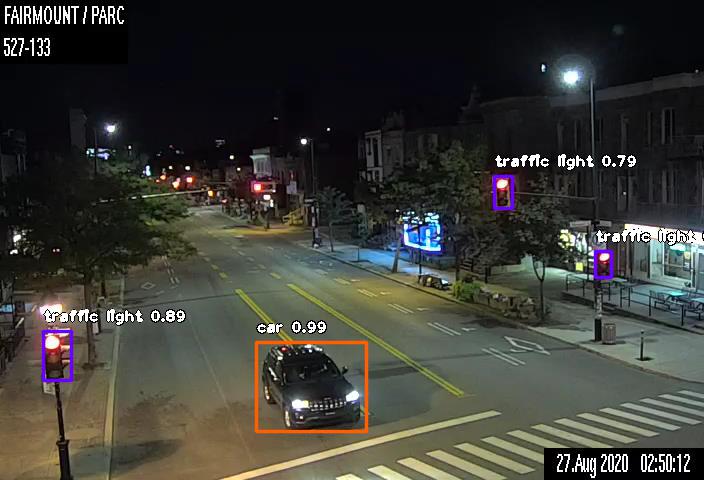 FAIRMOUNT / PARC
527-133
traffic light 0.79
traffic light
traffic light 0.89
car 0.99
27.Aug 2020 02:50:12